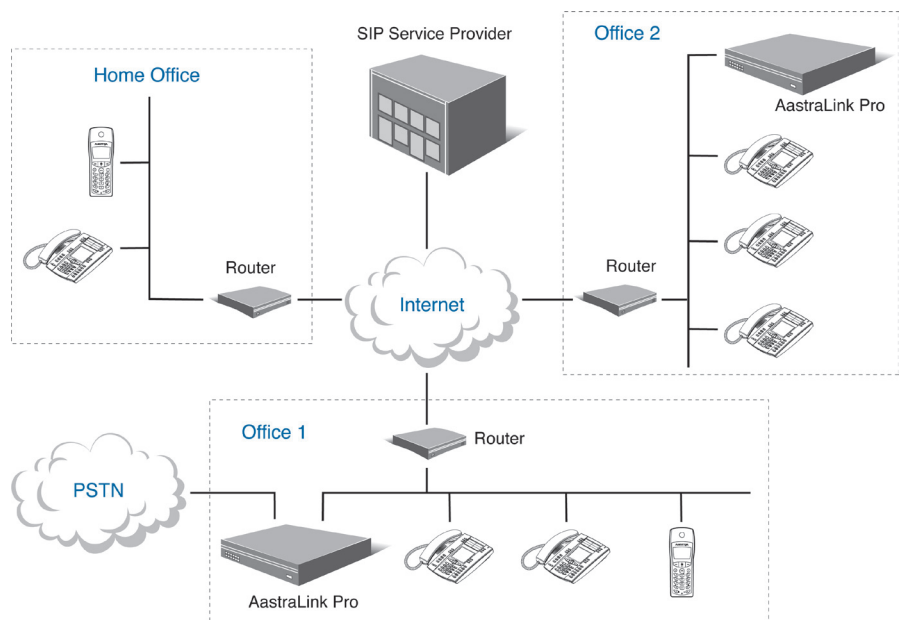 SIP Service Provider
Office 2
Home Office
AastraLink Pro
Router
Router
Internet
Office 1
Router
PSTN
AastraLink Pro